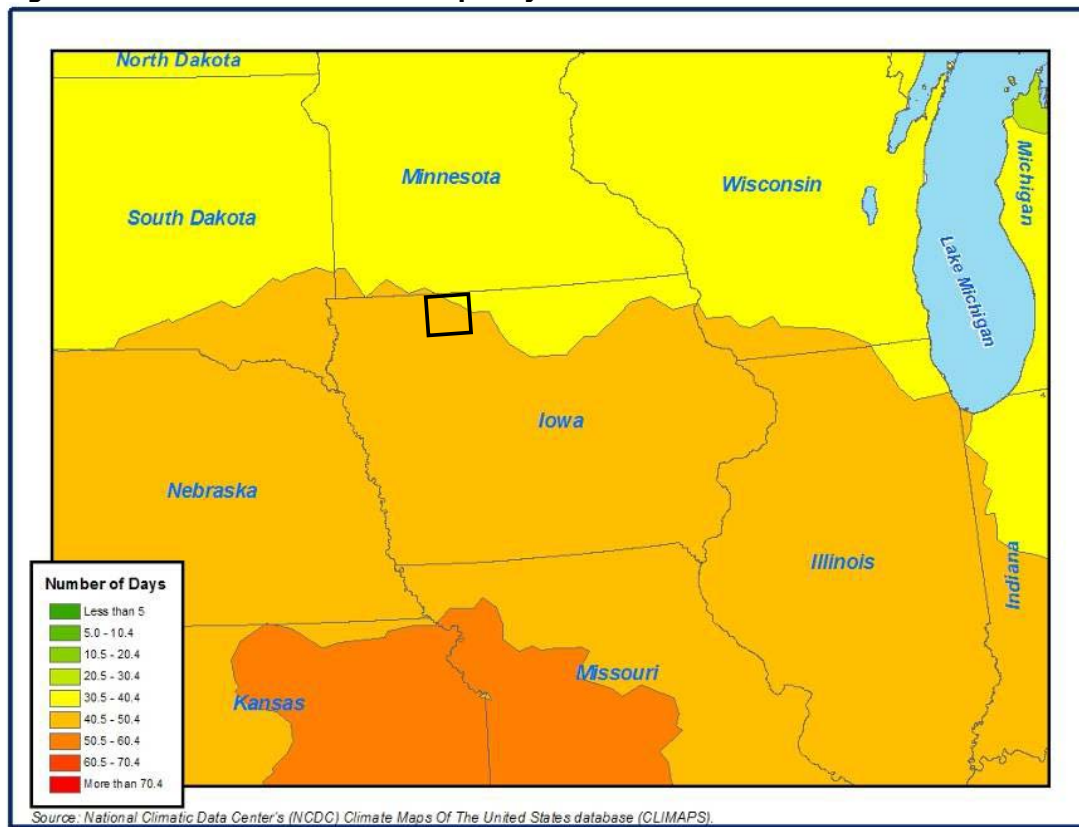 North Dakota
Minnesota
Wisconsin
Michigan
South Dakota
Lake Michigan
Iowa
Nebraska
Illinois
Indiana
Missouri
Kansas
Number of Days
Less than 5
5.0 - 10.4
10.5 - 20.4
20.5 - 30.4
30.5 - 40.4
40.5 - 50.4
50.5 - 60.4
60.5 - 70.4
More than 70.4
Source: National Climatic Data Center's (NCDC) Climate Maps Of The United States database (CLIMAPS).